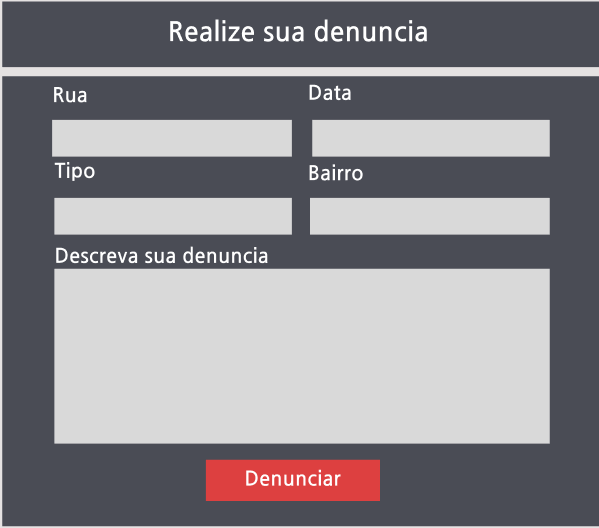 Realize sua denuncia
Rua
Data
Tipo
Bairro
Descreva sua denuncia
Denunciar